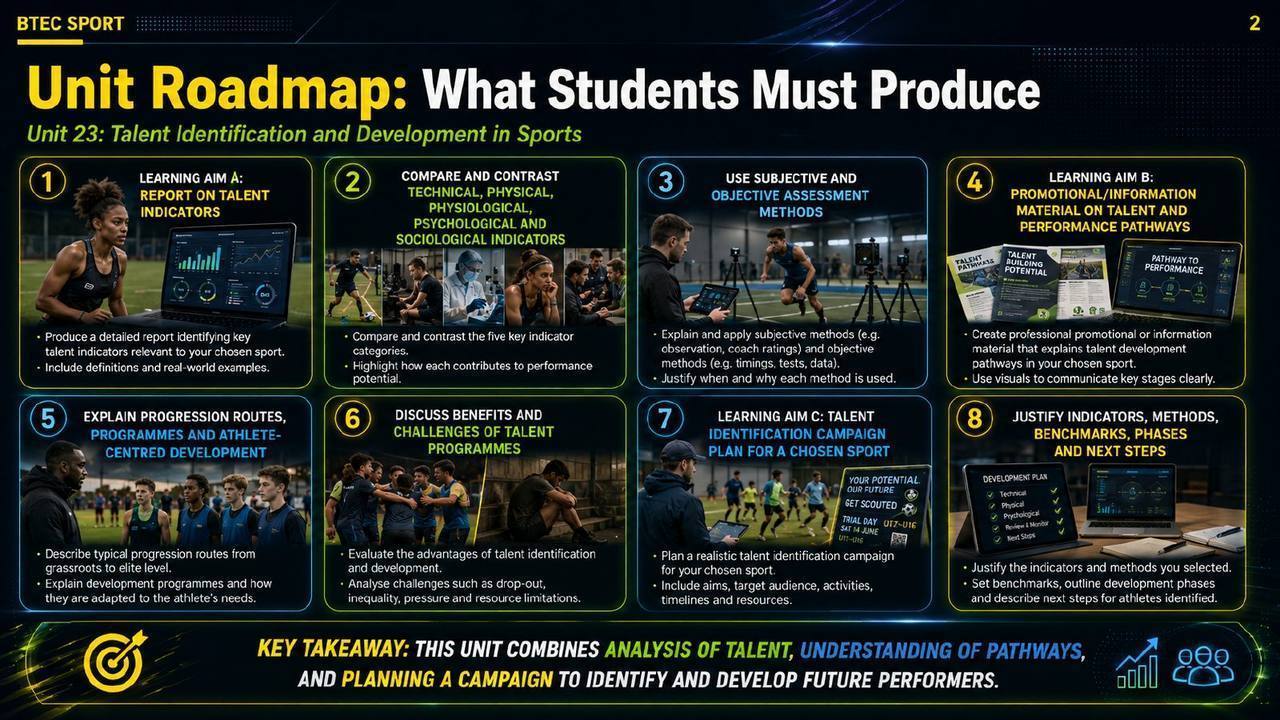 BTEC SPORT
2
Unit Roadmap: What Students Must Produce
Unit 23: Talent Identification and Development in Sports
1
LEARNING AIM A:
REPORT ON TALENT
INDICATORS
• Produce a detailed report identifying key
talent indicators relevant to your chosen sport.
• Include definitions and real-world examples.
2
COMPARE AND CONTRAST
TECHNICAL, PHYSICAL,
PHYSIOLOGICAL,
PSYCHOLOGICAL AND
SOCIOLOGICAL INDICATORS
• Compare and contrast the five key indicator
categories.
• Highlight how each contributes to performance
potential.
3
USE SUBJECTIVE AND
OBJECTIVE ASSESSMENT
METHODS
• Explain and apply subjective methods (e.g.
observation, coach ratings) and objective
methods (e.g. timings, tests, data).
• Justify when and why each method is used.
4
LEARNING AIM B:
PROMOTIONAL/INFORMATION
MATERIAL ON TALENT AND
PERFORMANCE PATHWAYS
TALENT
PATHWAYS
TALENT
BUILDING
POTENTIAL
PATHWAY TO
PERFORMANCE
• Create professional promotional or information
material that explains talent development
pathways in your chosen sport.
• Use visuals to communicate key stages clearly.
5
EXPLAIN PROGRESSION ROUTES,
PROGRAMMES AND ATHLETE-
CENTRED DEVELOPMENT
• Describe typical progression routes from
grassroots to elite level.
• Explain development programmes and how
they are adapted to the athlete's needs.
6
DISCUSS BENEFITS AND
CHALLENGES OF TALENT
PROGRAMMES
• Evaluate the advantages of talent identification
and development.
• Analyse challenges such as drop-out,
inequality, pressure and resource limitations.
7
LEARNING AIM C: TALENT
IDENTIFICATION CAMPAIGN
PLAN FOR A CHOSEN SPORT
YOUR POTENTIAL.
OUR FUTURE
GET SCOUTED
TRIAL DAY U17-U16
SAT 14 JUNE
U11-U16
• Plan a realistic talent identification campaign
for your chosen sport.
• Include aims, target audience, activities,
timelines and resources.
8
JUSTIFY INDICATORS, METHODS,
BENCHMARKS, PHASES
AND NEXT STEPS
DEVELOPMENT PLAN
Technical
Physical
Psychological
Review & Monitor
Next Steps
• Justify the indicators and methods you selected.
• Set benchmarks, outline development phases
and describe next steps for athletes identified.
KEY TAKEAWAY: THIS UNIT COMBINES ANALYSIS OF TALENT, UNDERSTANDING OF PATHWAYS,
AND PLANNING A CAMPAIGN TO IDENTIFY AND DEVELOP FUTURE PERFORMERS.